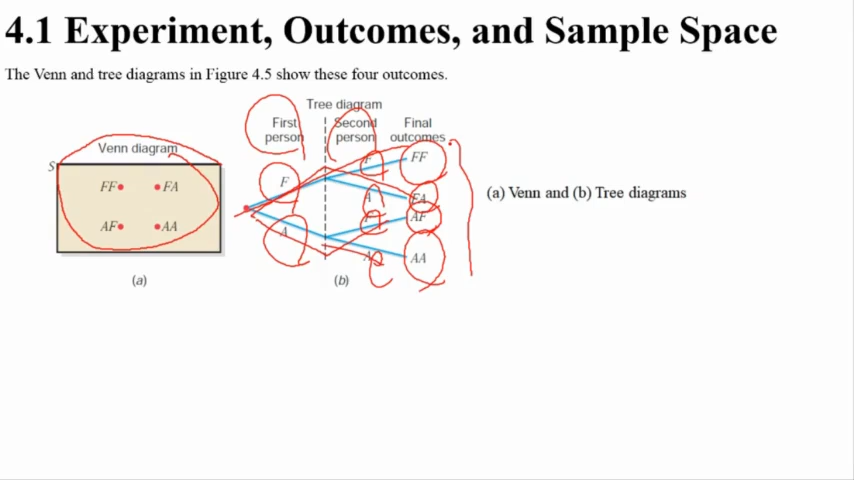 4.1 Experiment, Outcomes, and Sample Space
The Venn and tree diagrams in Figure 4.5 show these four outcomes.
Venn diagram
S
FF
FA
AF
AA
(a)
Tree diagram
First person
Second person
Final outcomes
F
A
F
A
F
A
FF
FA
AF
AA
(b)
(a) Venn and (b) Tree diagrams